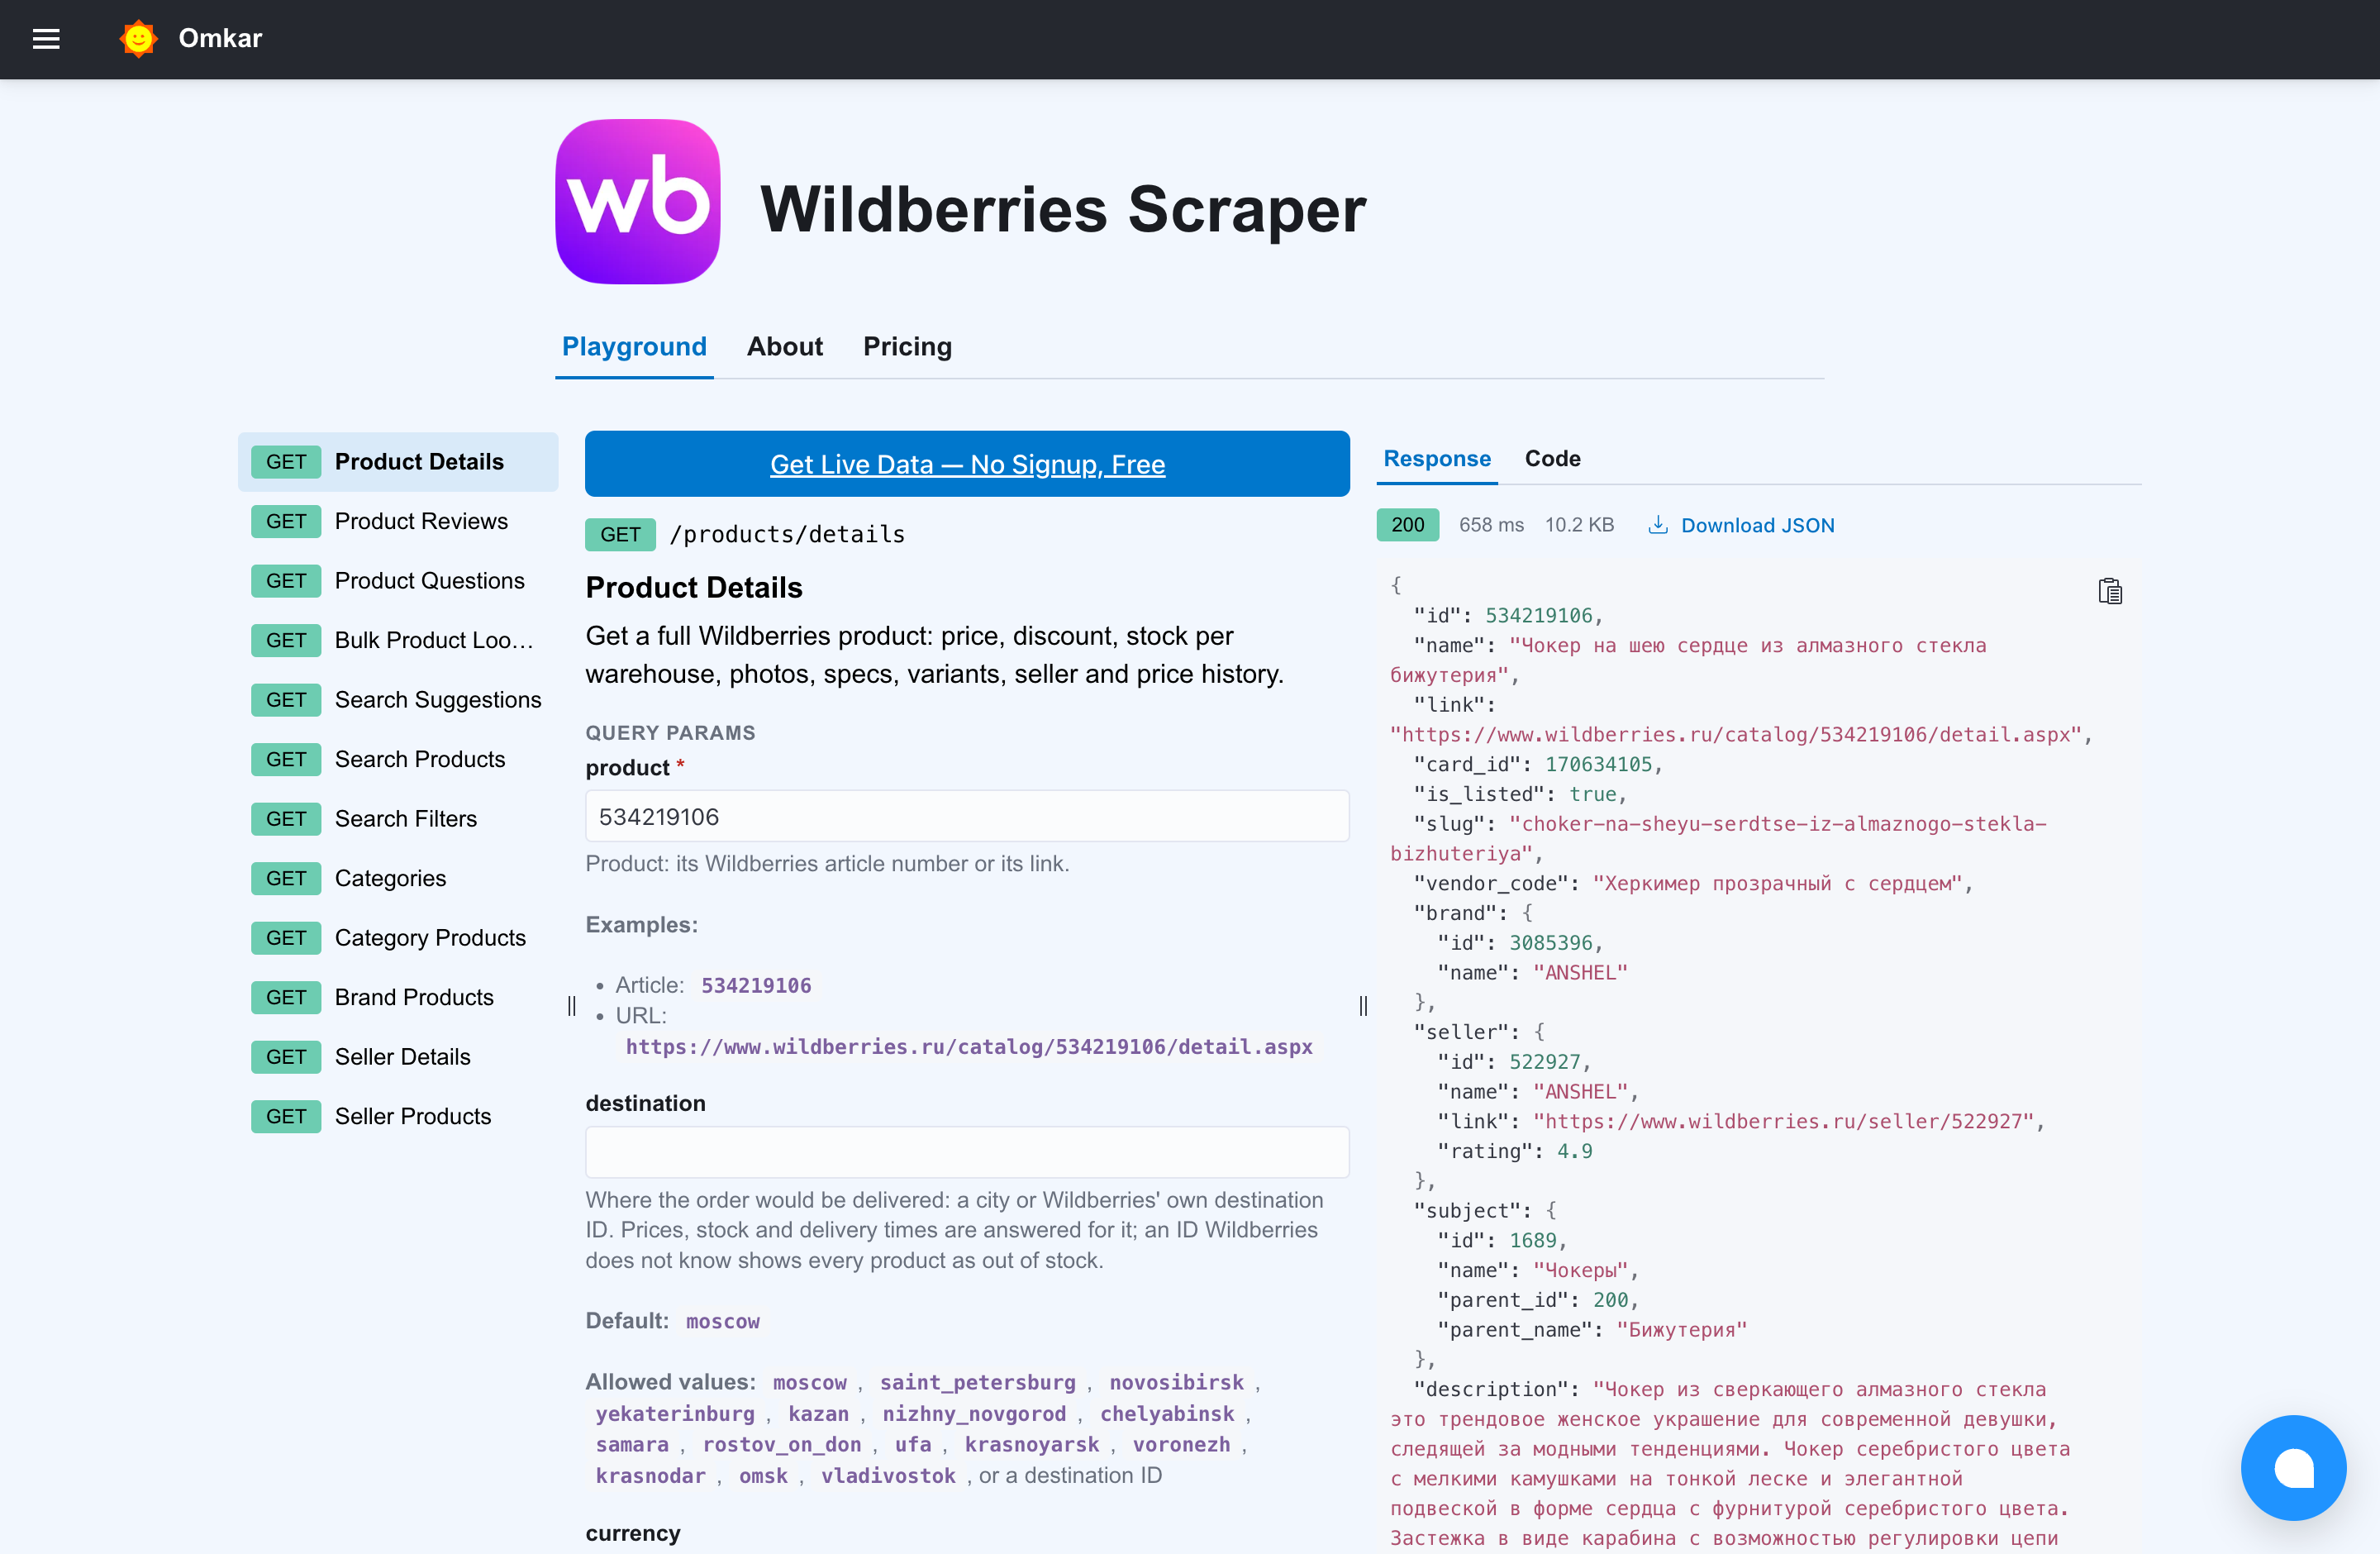 Omkar
wb
Wildberries Scraper
Playground About Pricing
GET Product Details
GET Product Reviews
GET Product Questions
GET Bulk Product Loo...
GET Search Suggestions
GET Search Products
GET Search Filters
GET Categories
GET Category Products
GET Brand Products
GET Seller Details
GET Seller Products
Get Live Data — No Signup, Free
GET /products/details
Product Details
Get a full Wildberries product: price, discount, stock per
warehouse, photos, specs, variants, seller and price history.
QUERY PARAMS
product *
534219106
Product: its Wildberries article number or its link.
Examples:
• Article: 534219106
• URL:
https://www.wildberries.ru/catalog/534219106/detail.aspx
destination
Where the order would be delivered: a city or Wildberries' own destination
ID. Prices, stock and delivery times are answered for it; an ID Wildberries
does not know shows every product as out of stock.
Default: moscow
Allowed values: moscow , saint_petersburg , novosibirsk ,
yekaterinburg , kazan , nizhny_novgorod , chelyabinsk ,
samara , rostov_on_don , ufa , krasnoyarsk , voronezh ,
krasnodar , omsk , vladivostok , or a destination ID
currency
Response Code
200 658 ms 10.2 KB Download JSON
{
"id": 534219106,
"name": "Чокер на шею сердце из алмазного стекла
бижутерия",
"link":
"https://www.wildberries.ru/catalog/534219106/detail.aspx",
"card_id": 170634105,
"is_listed": true,
"slug": "choker-na-sheyu-serdtse-iz-almaznogo-stekla-
bizhuteriya",
"vendor_code": "Херкимер прозрачный с сердцем",
"brand": {
"id": 3085396,
"name": "ANSHEL"
},
"seller": {
"id": 522927,
"name": "ANSHEL",
"link": "https://www.wildberries.ru/seller/522927",
"rating": 4.9
},
"subject": {
"id": 1689,
"name": "Чокеры",
"parent_id": 200,
"parent_name": "Бижутерия"
},
"description": "Чокер из сверкающего алмазного стекла
это трендовое женское украшение для современной девушки,
следящей за модными тенденциями. Чокер серебристого цвета
с мелкими камушками на тонкой леске и элегантной
подвеской в форме сердца с фурнитурой серебристого цвета.
Застежка в виде карабина с возможностью регулировки цепи